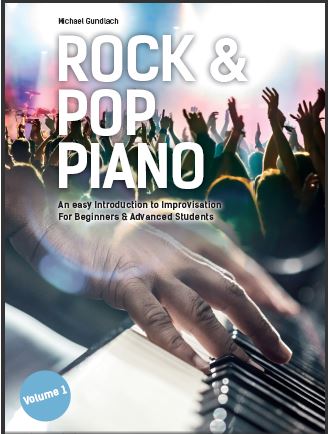 Michael Gundlach
ROCK &
POP
PIANO
An easy Introduction to Improvisation
For Beginners & Advanced Students
Volume 1